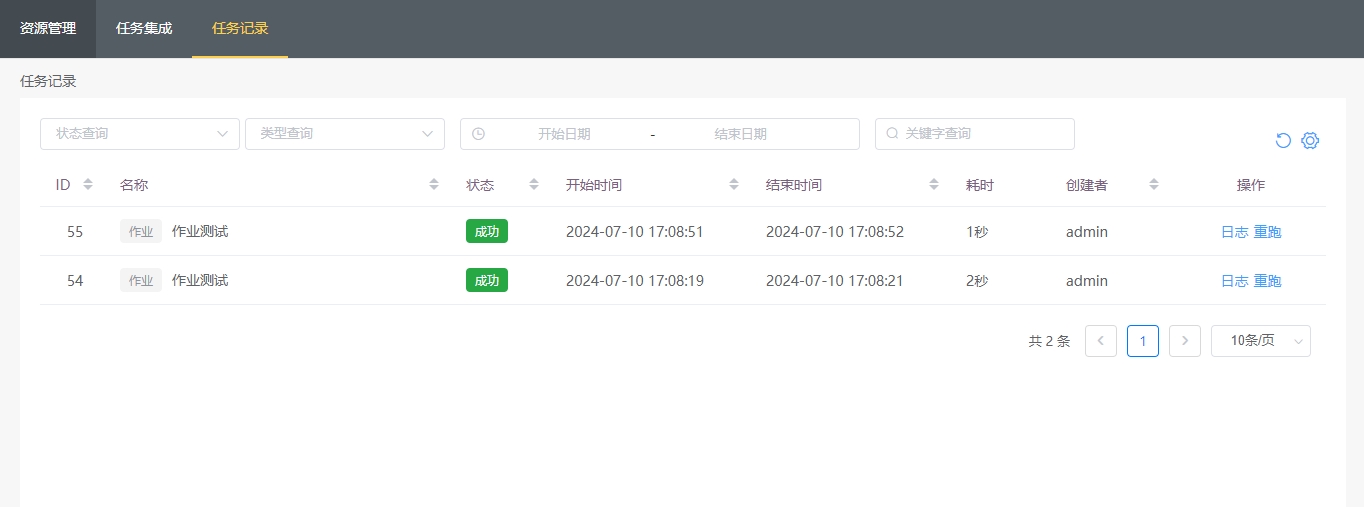 资源管理 任务集成 任务记录
任务记录
状态查询 类型查询 开始日期 - 结束日期 关键字查询
ID 名称 状态 开始时间 结束时间 耗时 创建者 操作
55 作业 作业测试 成功 2024-07-10 17:08:51 2024-07-10 17:08:52 1秒 admin 日志 重跑
54 作业 作业测试 成功 2024-07-10 17:08:19 2024-07-10 17:08:21 2秒 admin 日志 重跑
共 2 条 1 10条/页